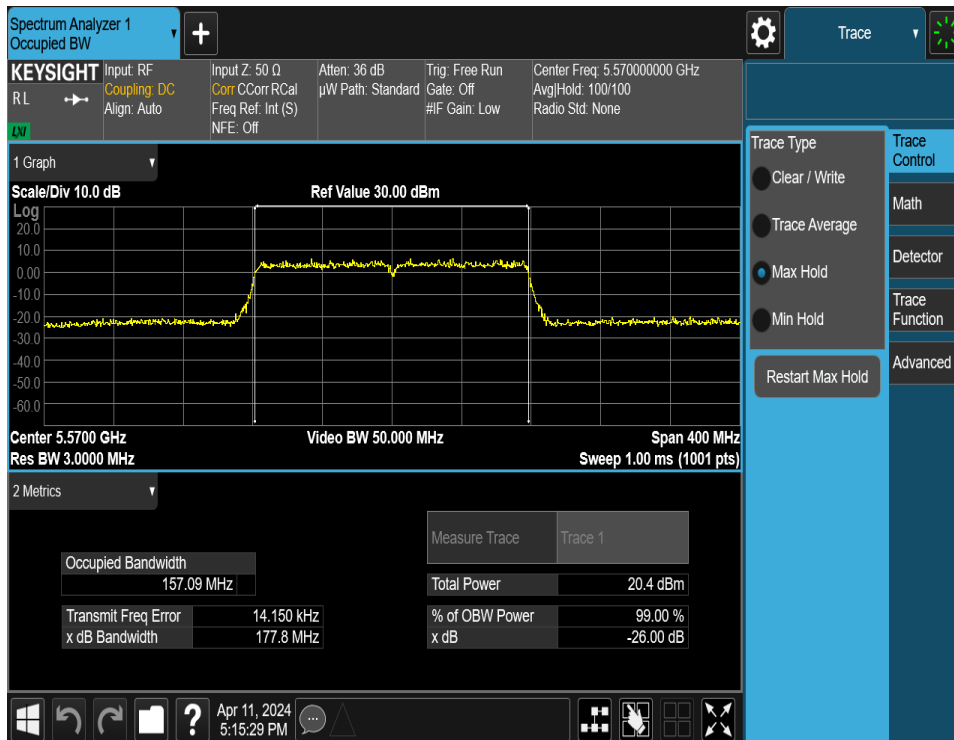 Spectrum Analyzer 1
Occupied BW
+
Trace
KEYSIGHT
RL
LXI
Input: RF
Coupling: DC
Align: Auto
Input Z: 50 Ω
Corr CCorr RCal
Freq Ref: Int (S)
NFE: Off
Atten: 36 dB
µW Path: Standard
Trig: Free Run
Gate: Off
#IF Gain: Low
Center Freq: 5.570000000 GHz
Avg|Hold: 100/100
Radio Std: None
1 Graph
Scale/Div 10.0 dB
Ref Value 30.00 dBm
Log
20.0
10.0
0.00
-10.0
-20.0
-30.0
-40.0
-50.0
-60.0
Center 5.5700 GHz
Video BW 50.000 MHz
Span 400 MHz
Res BW 3.0000 MHz
Sweep 1.00 ms (1001 pts)
2 Metrics
Measure Trace
Trace 1
Occupied Bandwidth
157.09 MHz
Total Power
20.4 dBm
Transmit Freq Error
14.150 kHz
% of OBW Power
99.00 %
x dB Bandwidth
177.8 MHz
x dB
-26.00 dB
Trace Type
Clear / Write
Trace Average
Max Hold
Min Hold
Restart Max Hold
Trace
Control
Math
Detector
Trace
Function
Advanced
?
Apr 11, 2024
5:15:29 PM